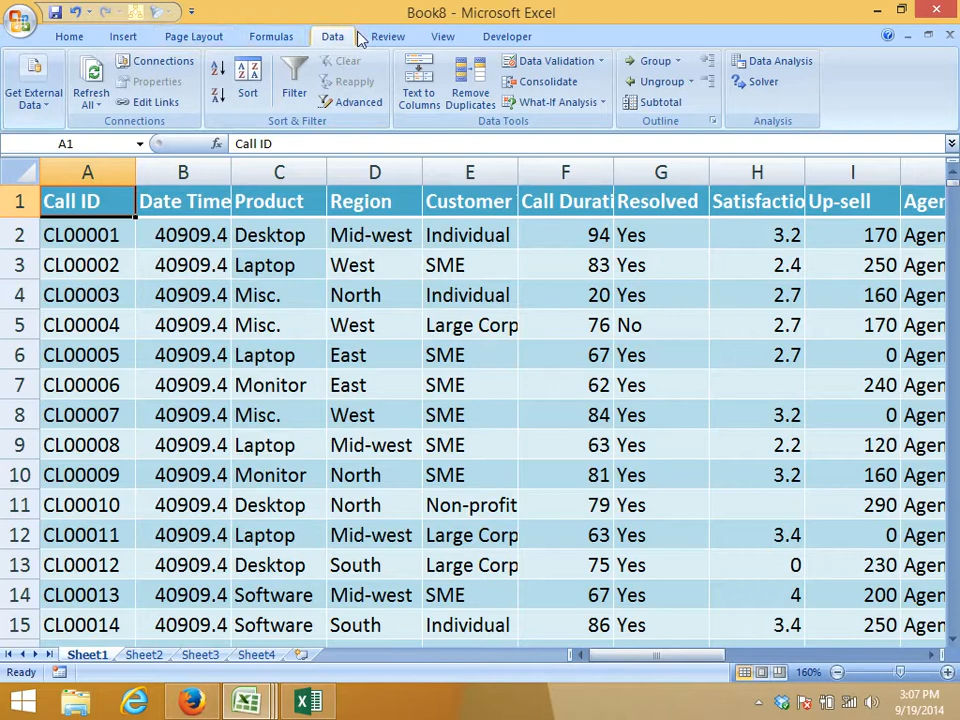 Book8 - Microsoft Excel
Home Insert Page Layout Formulas Data Review View Developer
Get External Data
Refresh All
Connections
Properties
Edit Links
Connections
Sort
Filter
Clear
Reapply
Advanced
Sort & Filter
Text to Columns
Remove Duplicates
Data Validation
Consolidate
What-If Analysis
Data Tools
Group
Ungroup
Subtotal
Outline
Data Analysis
Solver
Analysis
A1 fx Call ID
A B C D E F G H I
1 Call ID Date Time Product Region Customer Call Durati Resolved Satisfactio Up-sell Agen
2 CL00001 40909.4 Desktop Mid-west Individual 94 Yes 3.2 170 Agen
3 CL00002 40909.4 Laptop West SME 83 Yes 2.4 250 Agen
4 CL00003 40909.4 Misc. North Individual 20 Yes 2.7 160 Agen
5 CL00004 40909.4 Misc. West Large Corp 76 No 2.7 170 Agen
6 CL00005 40909.4 Laptop East SME 67 Yes 2.7 0 Agen
7 CL00006 40909.4 Monitor East SME 62 Yes 240 Agen
8 CL00007 40909.4 Misc. West SME 84 Yes 3.2 0 Agen
9 CL00008 40909.4 Laptop Mid-west SME 63 Yes 2.2 120 Agen
10 CL00009 40909.4 Monitor North SME 81 Yes 3.2 160 Agen
11 CL00010 40909.4 Desktop North Non-profit 79 Yes 290 Agen
12 CL00011 40909.4 Laptop Mid-west Large Corp 63 Yes 3.4 0 Agen
13 CL00012 40909.4 Desktop South Large Corp 75 Yes 0 230 Agen
14 CL00013 40909.4 Software Mid-west SME 67 Yes 4 200 Agen
15 CL00014 40909.4 Software South Individual 86 Yes 3.4 250 Agen
Sheet1 Sheet2 Sheet3 Sheet4
Ready 160%
3:07 PM
9/19/2014